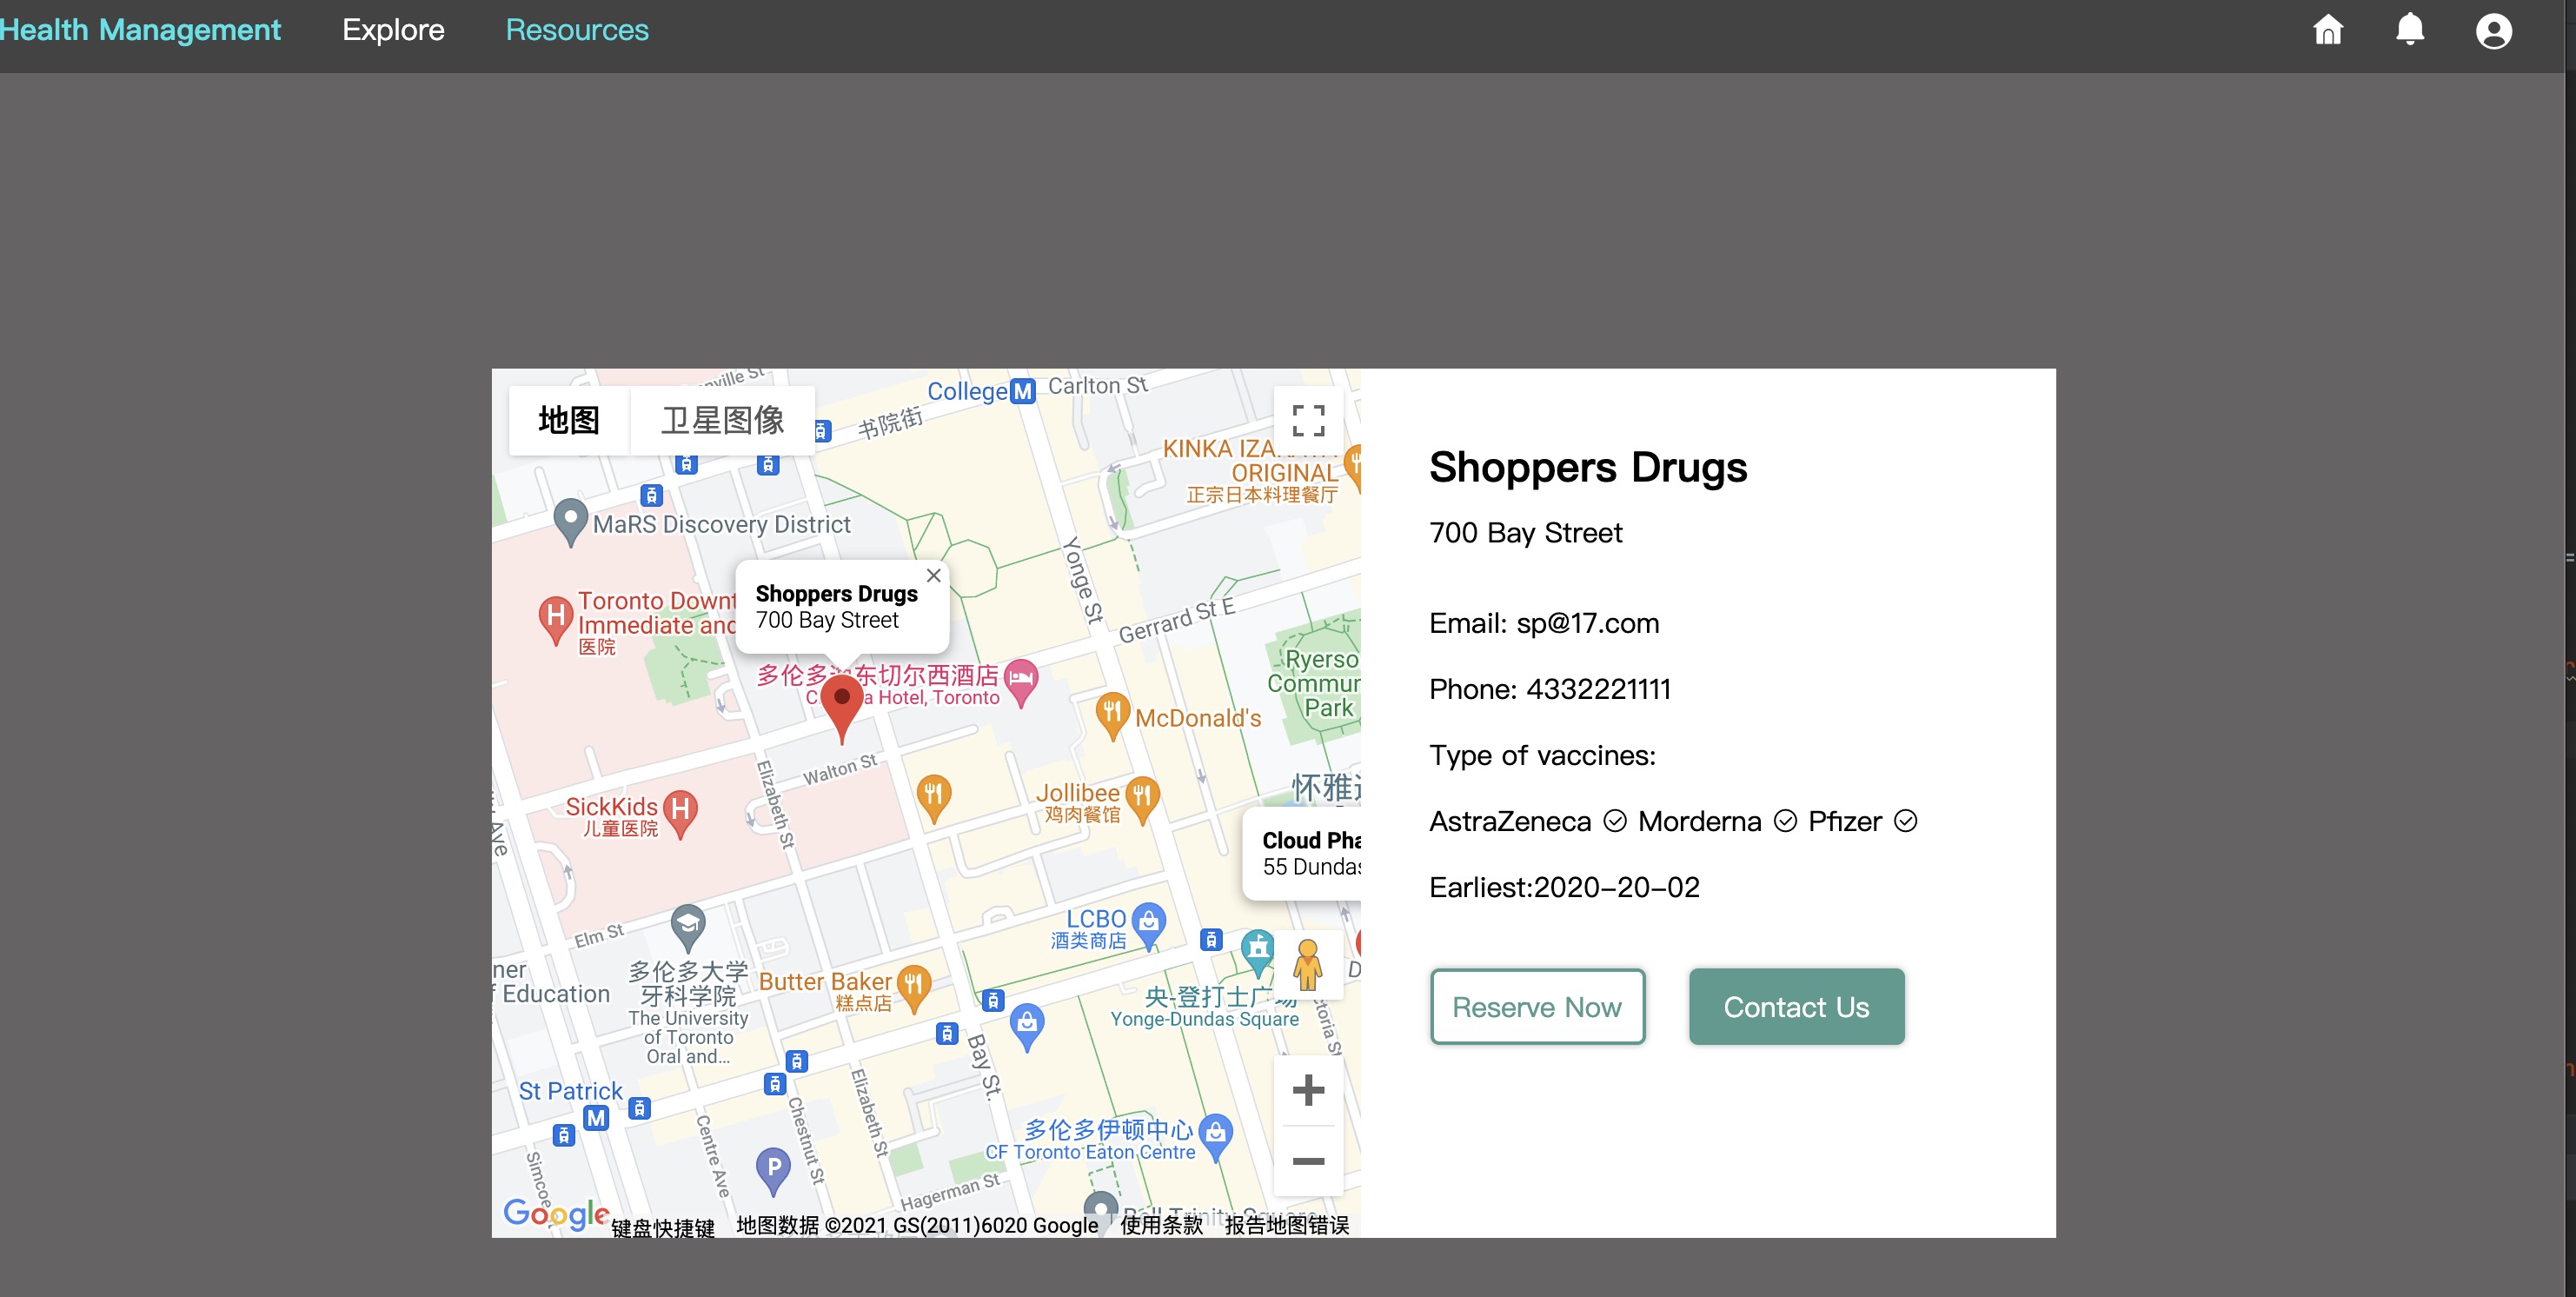 Health Management Explore Resources
地图 卫星图像
College M Carlton St
书院街
KINKA IZA
ORIGINAL
正宗日本料理餐厅
MaRS Discovery District
Yonge St
Shoppers Drugs
700 Bay Street
Toronto Downt
Immediate and
医院
Gerrard St E
Ryerso
Commun
Park
东切尔西酒店
a Hotel, Toronto
McDonald's
Walton St
Elizabeth St
SickKids
儿童医院
Jollibee
鸡肉餐馆
Ave
Cloud Pha
55 Dundas
LCBO
酒类商店
Elm St
ner
f Education
多伦多大学
牙科学院
The University
of Toronto
Oral and...
Butter Baker
糕点店
央-登打士广场
Yonge-Dundas Square
Bay St.
St Patrick
M
Elizabeth St
Chestnut St
Centre Ave
Simcoe
P
多伦多伊顿中心
CF Toronto Eaton Centre
Hagerman St
Google 键盘快捷键 地图数据 ©2021 GS(2011)6020 Google 使用条款 报告地图错误
Shoppers Drugs
700 Bay Street
Email: sp@17.com
Phone: 4332221111
Type of vaccines:
AstraZeneca Morderna Pfizer
Earliest:2020-20-02
Reserve Now Contact Us